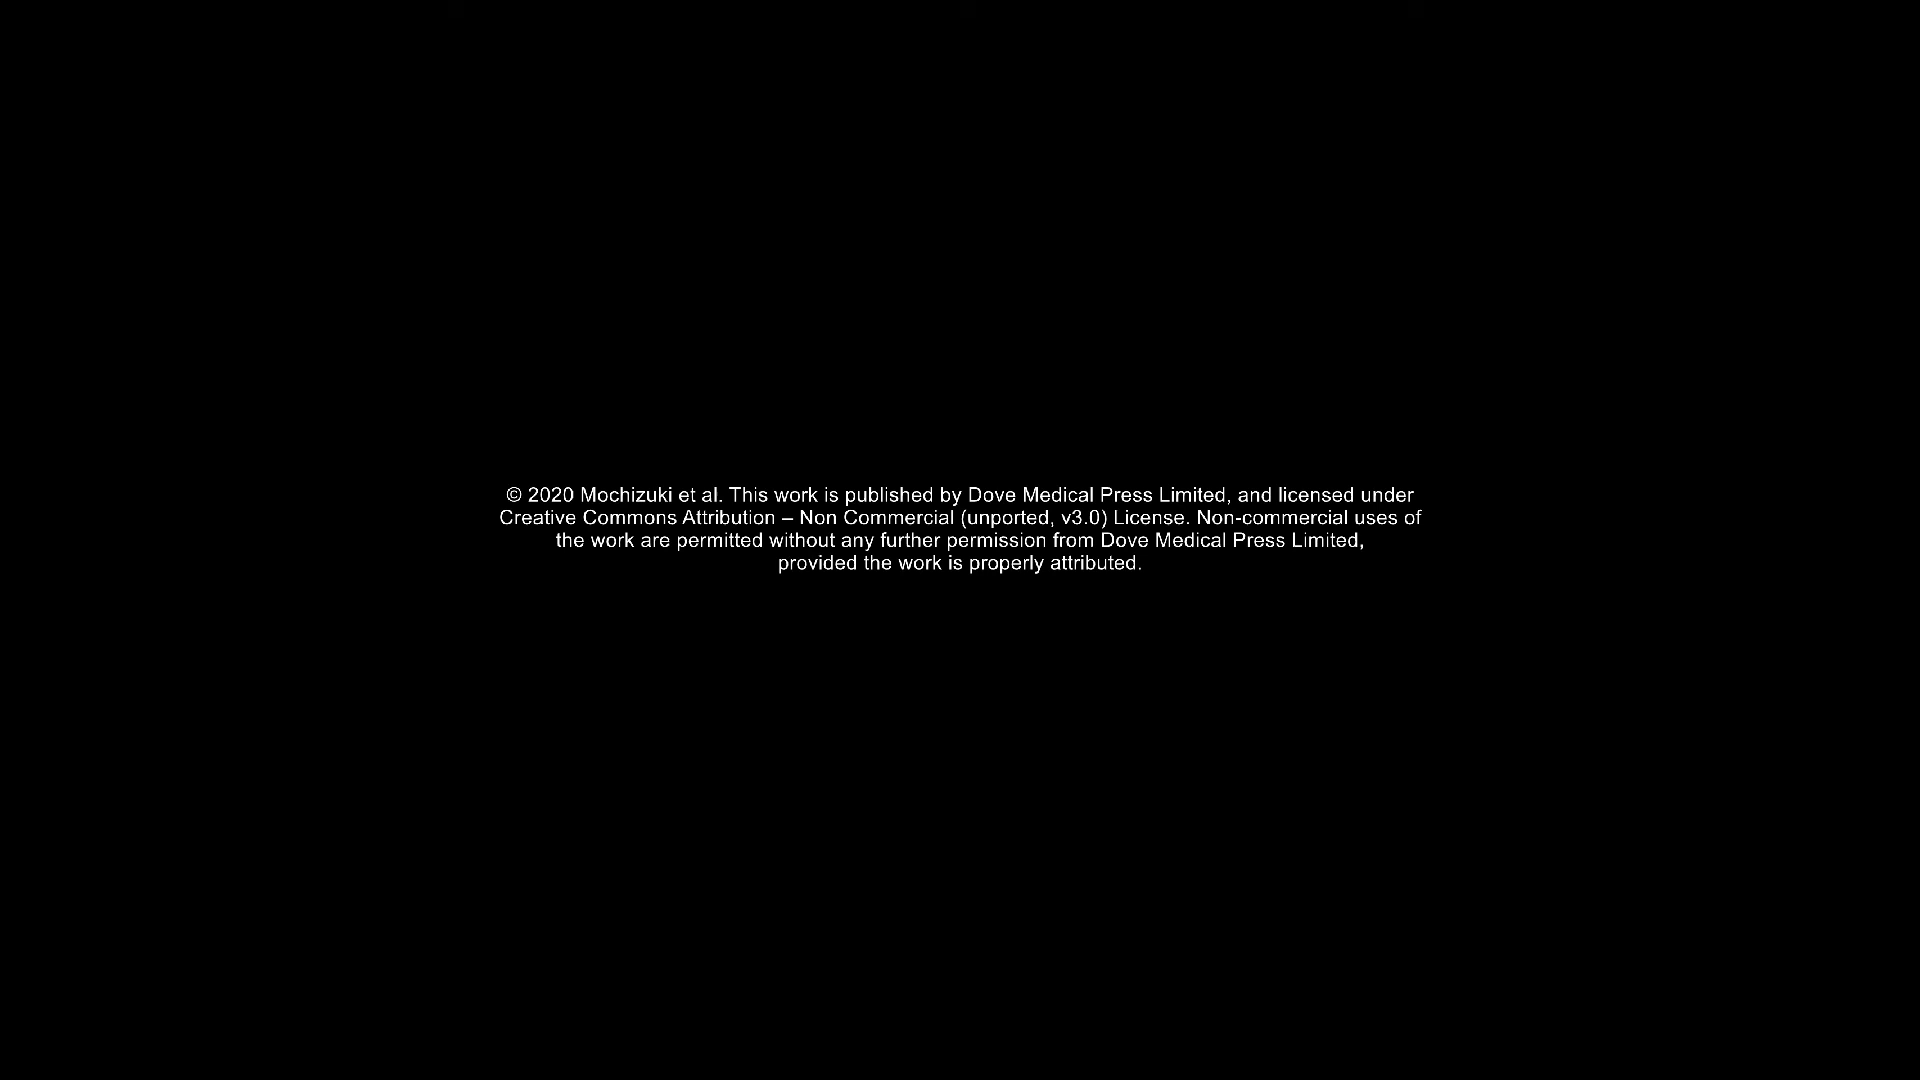 © 2020 Mochizuki et al. This work is published by Dove Medical Press Limited, and licensed under
Creative Commons Attribution – Non Commercial (unported, v3.0) License. Non-commercial uses of
the work are permitted without any further permission from Dove Medical Press Limited,
provided the work is properly attributed.